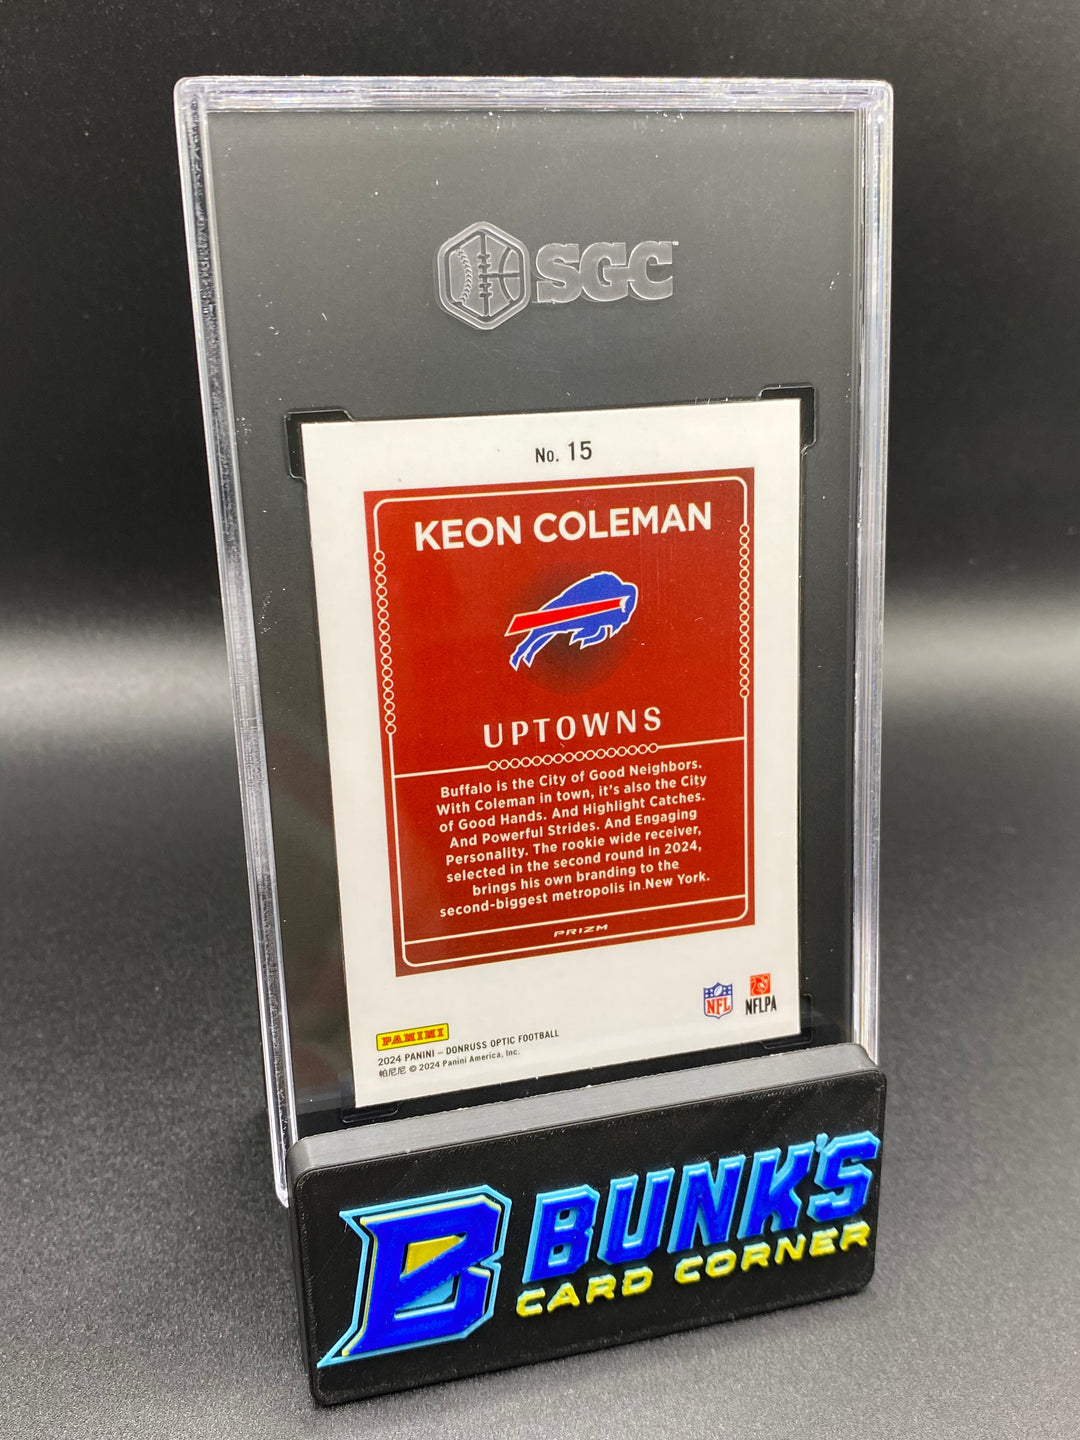 SGC
No. 15
KEON COLEMAN
UPTOWNS
Buffalo is the City of Good Neighbors.
With Coleman in town, it's also the City
of Good Hands. And Highlight Catches.
And Powerful Strides. And Engaging
Personality. The rookie wide receiver,
selected in the second round in 2024,
brings his own branding to the
second-biggest metropolis in New York.
PRIZM
NFL
NFLPA
PANINI
2024 PANINI – DONRUSS OPTIC FOOTBALL
帕尼尼 © 2024 Panini America, Inc.
B BUNK'S
CARD CORNER